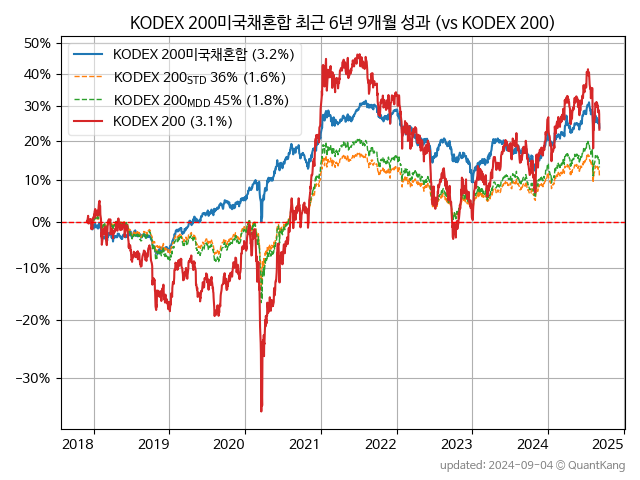 KODEX 200미국채혼합 최근 6년 9개월 성과 (vs KODEX 200)
50%
40%
30%
20%
10%
0%
−10%
−20%
−30%
KODEX 200미국채혼합 (3.2%)
KODEX 200STD 36% (1.6%)
KODEX 200MDD 45% (1.8%)
KODEX 200 (3.1%)
2018 2019 2020 2021 2022 2023 2024 2025
updated: 2024-09-04 © QuantKang